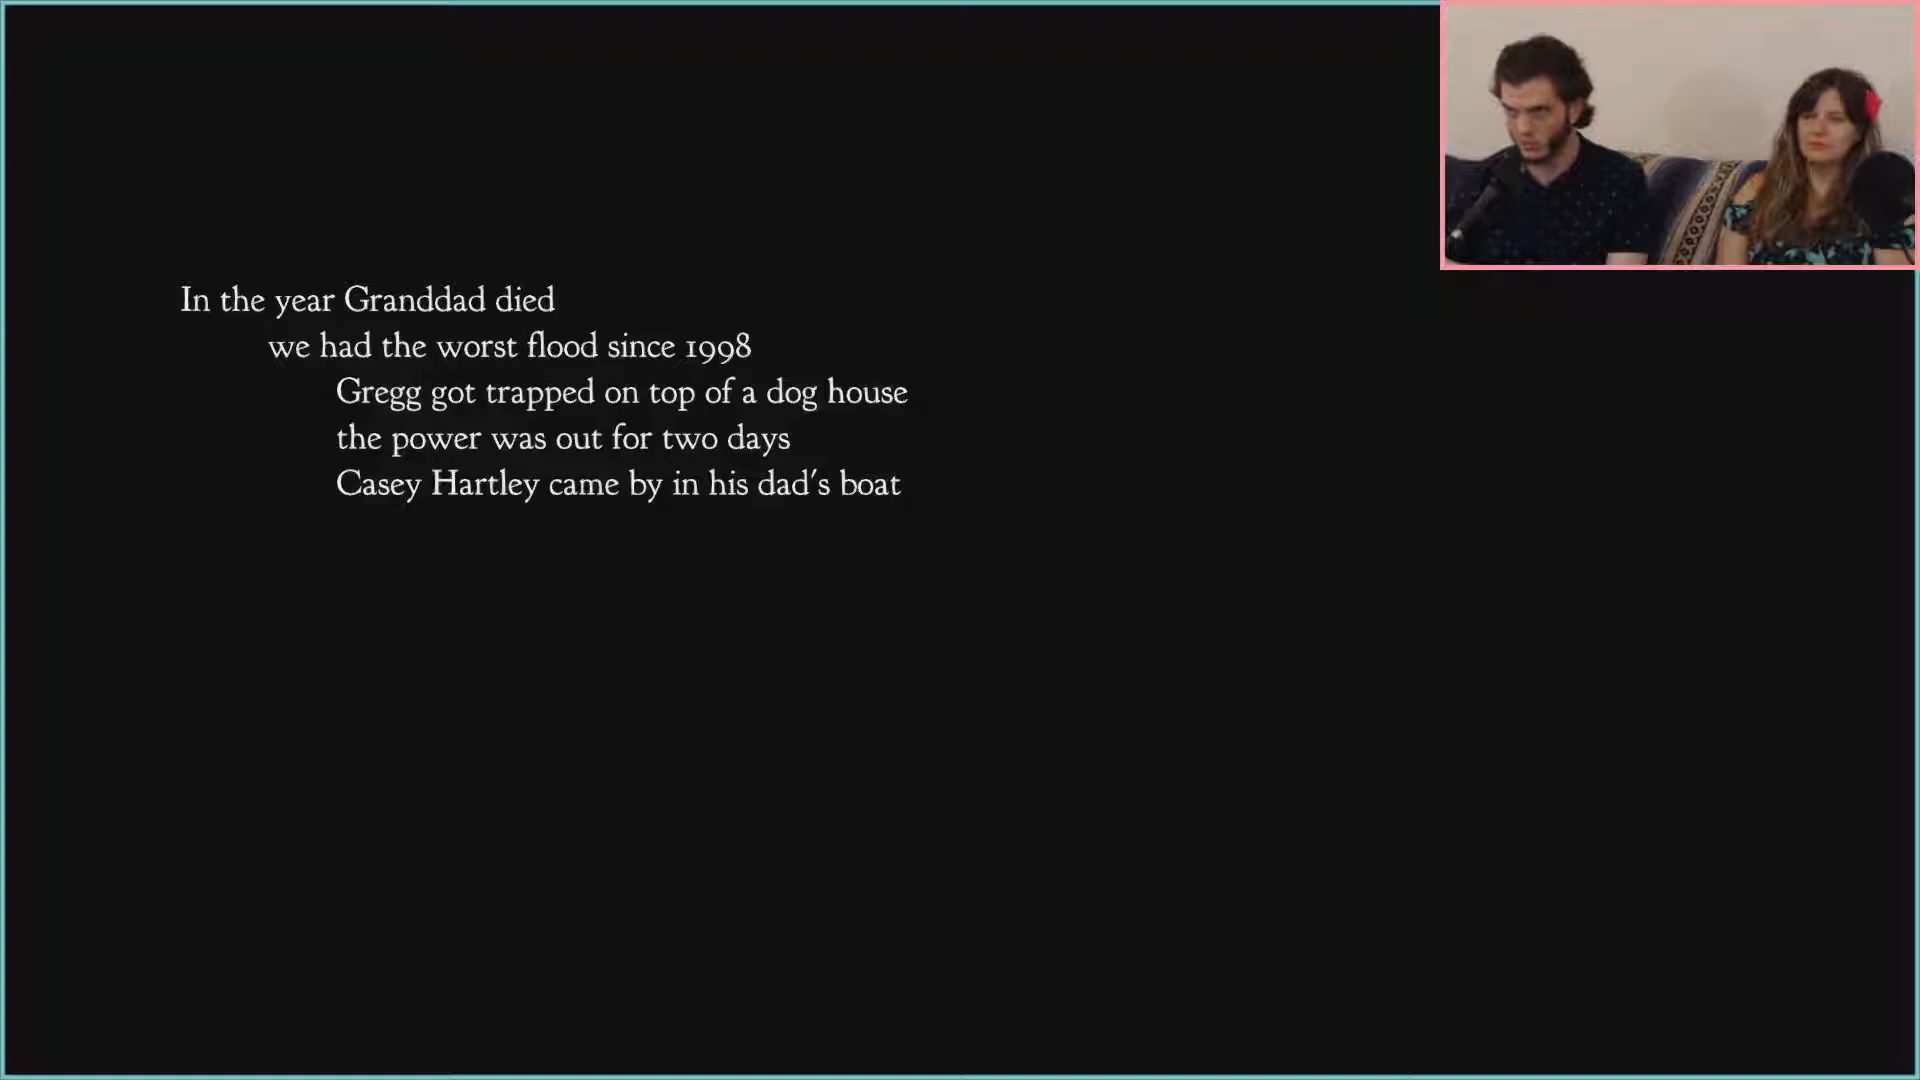 In the year Granddad died
we had the worst flood since 1998
Gregg got trapped on top of a dog house
the power was out for two days
Casey Hartley came by in his dad's boat